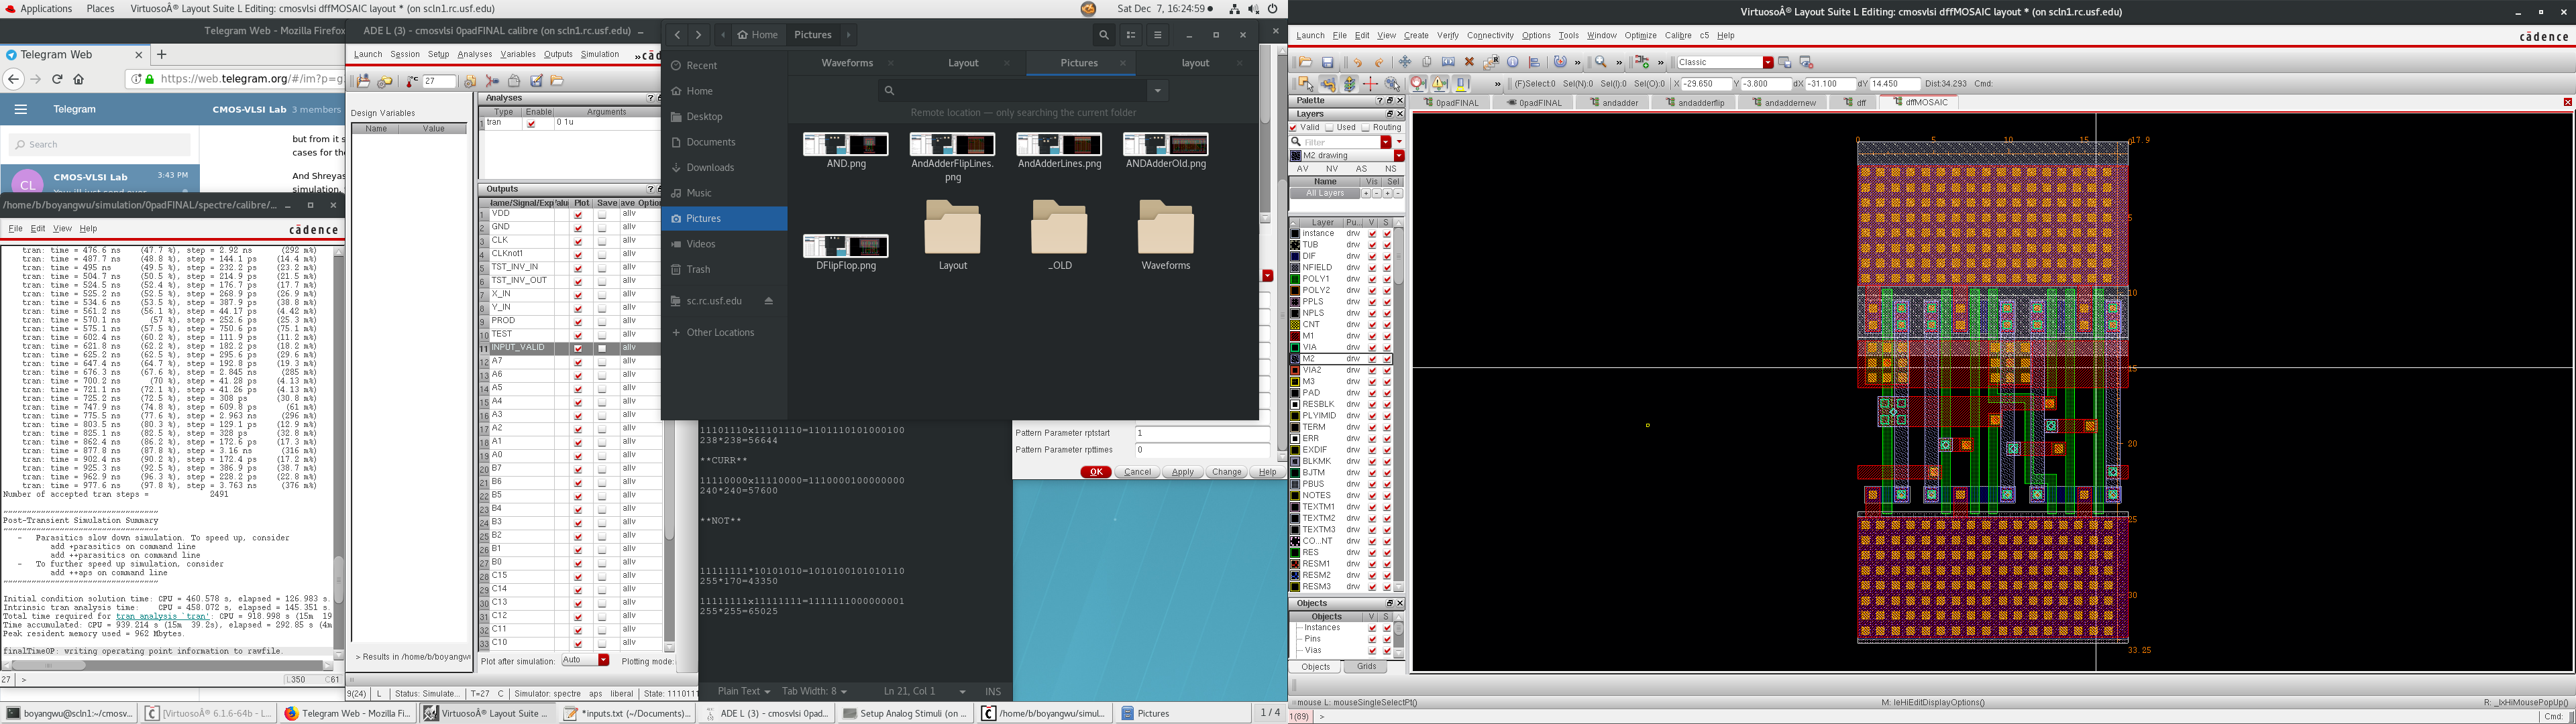 Applications Places VirtuosoÂ® Layout Suite L Editing: cmosvlsi dffMOSAIC layout * (on scln1.rc.usf.edu)
Sat Dec 7, 16:24:59
Telegram Web - Mozilla Firefox
Telegram Web
https://web.telegram.org/#/im?p=g
Telegram
CMOS-VLSI Lab 3 members
Search
CL
CMOS-VLSI Lab 3:43 PM
but from it s
cases for the
And Shreyas
simulation,
/home/b/boyangwu/simulation/0padFINAL/spectre/calibre/...
File Edit View Help
cādence
tran: time = 476.6 ns (47.7 %), step = 2.92 ns (292 m%)
tran: time = 487.7 ns (48.8 %), step = 144.1 ps (14.4 m%)
tran: time = 495 ns (49.5 %), step = 232.2 ps (23.2 m%)
tran: time = 504.7 ns (50.5 %), step = 214.9 ps (21.5 m%)
tran: time = 524.5 ns (52.4 %), step = 176.7 ps (17.7 m%)
tran: time = 525.2 ns (52.5 %), step = 268.9 ps (26.9 m%)
tran: time = 534.6 ns (53.5 %), step = 387.9 ps (38.8 m%)
tran: time = 561.2 ns (56.1 %), step = 44.17 ps (4.42 m%)
tran: time = 570.1 ns (57 %), step = 252.6 ps (25.3 m%)
tran: time = 575.1 ns (57.5 %), step = 750.6 ps (75.1 m%)
tran: time = 602.4 ns (60.2 %), step = 111.9 ps (11.2 m%)
tran: time = 621.8 ns (62.2 %), step = 182.2 ps (18.2 m%)
tran: time = 625.2 ns (62.5 %), step = 295.6 ps (29.6 m%)
tran: time = 647.4 ns (64.7 %), step = 192.8 ps (19.3 m%)
tran: time = 676.3 ns (67.6 %), step = 2.845 ns (285 m%)
tran: time = 700.2 ns (70 %), step = 41.28 ps (4.13 m%)
tran: time = 721.1 ns (72.1 %), step = 41.26 ps (4.13 m%)
tran: time = 725.2 ns (72.5 %), step = 308 ps (30.8 m%)
tran: time = 747.9 ns (74.8 %), step = 609.8 ps (61 m%)
tran: time = 775.5 ns (77.6 %), step = 2.963 ns (296 m%)
tran: time = 803.5 ns (80.3 %), step = 129.1 ps (12.9 m%)
tran: time = 825.1 ns (82.5 %), step = 328 ps (32.8 m%)
tran: time = 862.4 ns (86.2 %), step = 172.6 ps (17.3 m%)
tran: time = 877.8 ns (87.8 %), step = 3.16 ns (316 m%)
tran: time = 902.4 ns (90.2 %), step = 172.4 ps (17.2 m%)
tran: time = 925.3 ns (92.5 %), step = 386.9 ps (38.7 m%)
tran: time = 962.9 ns (96.3 %), step = 228.2 ps (22.8 m%)
tran: time = 977.6 ns (97.8 %), step = 3.763 ns (376 m%)
Number of accepted tran steps = 2491
Post-Transient Simulation Summary
- Parasitics slow down simulation. To speed up, consider
add +parasitics on command line
add ++parasitics on command line
- To further speed up simulation, consider
add ++aps on command line
Initial condition solution time: CPU = 460.578 s, elapsed = 126.983 s.
Intrinsic tran analysis time: CPU = 458.072 s, elapsed = 145.351 s.
Total time required for tran analysis `tran': CPU = 918.998 s (15m 19
Time accumulated: CPU = 939.214 s (15m 39.2s), elapsed = 292.85 s (4m
Peak resident memory used = 962 Mbytes.
finalTimeOP: writing operating point information to rawfile.
27 > L350 C61
ADE L (3) - cmosvlsi 0padFINAL calibre (on scln1.rc.usf.edu)
Launch Session Setup Analyses Variables Outputs Simulation » cād
27
Design Variables
Name Value
> Results in /home/b/boyangwu
Analyses
Type Enable Arguments
1 tran 0 1u
Outputs
Plot Save
1 VDD allv
2 GND allv
3 CLK allv
4 CLKnot1 allv
5 TST_INV_IN allv
6 TST_INV_OUT allv
7 X_IN allv
8 Y_IN allv
9 PROD allv
10 TEST allv
11 INPUT_VALID allv
12 A7 allv
13 A6 allv
14 A5 allv
15 A4 allv
16 A3 allv
17 A2 allv
18 A1 allv
19 A0 allv
20 B7 allv
21 B6 allv
22 B5 allv
23 B4 allv
24 B3 allv
25 B2 allv
26 B1 allv
27 B0 allv
28 C15 allv
29 C14 allv
30 C13 allv
31 C12 allv
32 C11 allv
33 C10 allv
Plot after simulation: Auto Plotting mode:
9(24) L Status: Simulate... T=27 C Simulator: spectre aps liberal State: 1110111
Home Pictures
Recent
Home
Desktop
Documents
Downloads
Music
Pictures
Videos
Trash
sc.rc.usf.edu
Other Locations
Waveforms Layout Pictures layout
Remote location — only searching the current folder
AND.png
AndAdderFlipLines.png
AndAdderLines.png
ANDAdderOld.png
DFlipFlop.png
Layout
_OLD
Waveforms
11101110x11101110=1101110101000100
238*238=56644
**CURR**
11110000x11110000=1110000100000000
240*240=57600
**NOT**
11111111*10101010=1010100101010110
255*170=43350
11111111x11111111=1111111000000001
255*255=65025
Plain Text Tab Width: 8 Ln 21, Col 1 INS
Pattern Parameter rptstart 1
Pattern Parameter rpttimes 0
OK Cancel Apply Change Help
boyangwu@scln1:~/cmosv... [VirtuosoÂ® 6.1.6-64b - L... Telegram Web - Mozilla Fi... VirtuosoÂ® Layout Suite ... *inputs.txt (~/Documents)... ADE L (3) - cmosvlsi 0pad... Setup Analog Stimuli (on ... /home/b/boyangwu/simul... Pictures 1 / 4
VirtuosoÂ® Layout Suite L Editing: cmosvlsi dffMOSAIC layout * (on scln1.rc.usf.edu)
Launch File Edit View Create Verify Connectivity Options Tools Window Optimize Calibre c5 Help
cādence
Classic
(F)Select:0 Sel(N):0 Sel(I):0 Sel(O):0 X -29.650 Y -3.800 dX -31.100 dY 14.450 Dist:34.293 Cmd:
0padFINAL 0padFINAL andadder andadderflip andaddernew dff dffMOSAIC
Palette
Layers
Valid Used Routing
Filter
M2 drawing
AV NV AS NS
Name Vis Sel
All Layers
Layer Pu... V S
instance drw
TUB drw
DIF drw
NFIELD drw
POLY1 drw
POLY2 drw
PPLS drw
NPLS drw
CNT drw
M1 drw
VIA drw
M2 drw
VIA2 drw
M3 drw
PAD drw
RESBLK drw
PLYIMID drw
TERM drw
ERR drw
EXDIF drw
BLKMK drw
BJTM drw
PBUS drw
NOTES drw
TEXTM1 drw
TEXTM2 drw
TEXTM3 drw
CO...NT drw
RES drw
RESM1 drw
RESM2 drw
RESM3 drw
Objects
Objects V S
Instances
Pins
Vias
Objects Grids
0 5 10 15 17.9
5
10
15
20
25
30
33.25
mouse L: mouseSingleSelectPt() M: leHiEditDisplayOptions() R: _lxHiMousePopUp()
1(89) > Cmd: